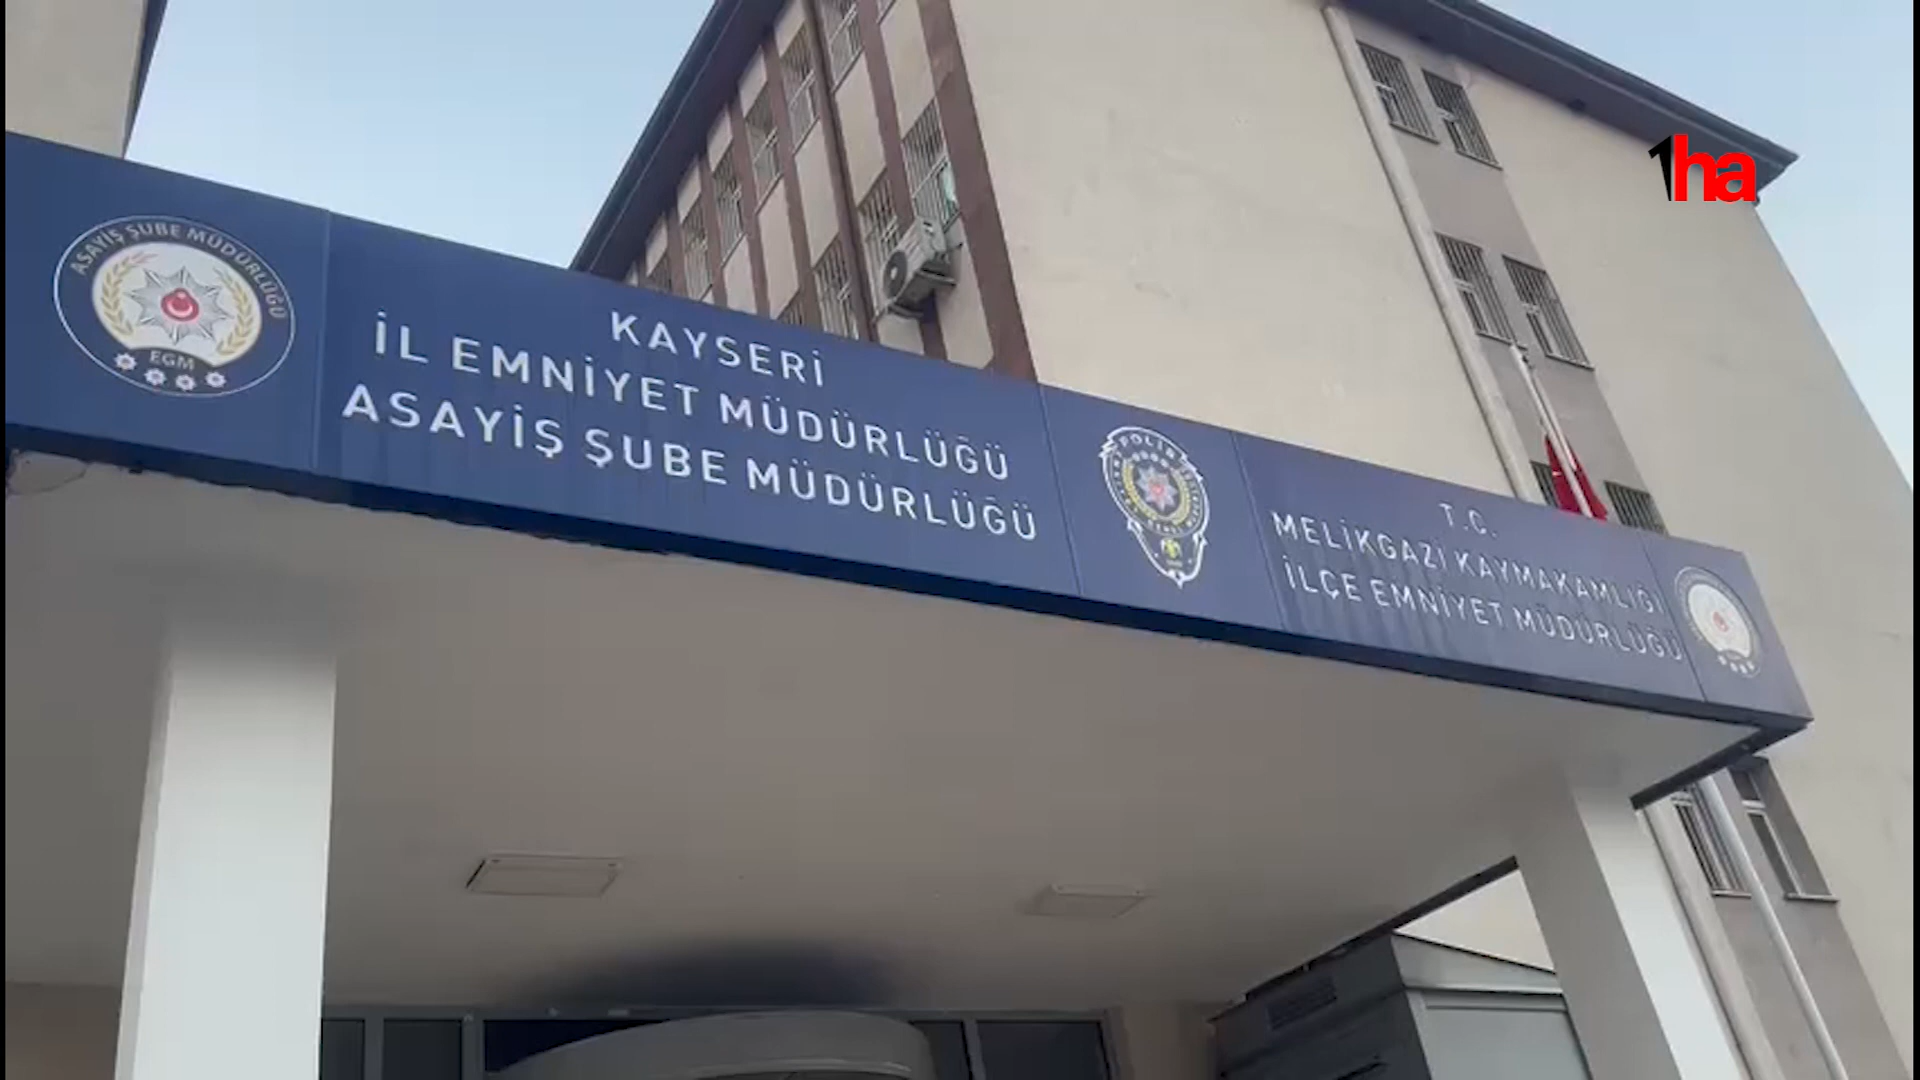 1ha
ASAYİŞ ŞUBE MÜDÜRLÜĞÜ
EGM
KAYSERİ
İL EMNİYET MÜDÜRLÜĞÜ
ASAYİŞ ŞUBE MÜDÜRLÜĞÜ
POLİS
T.C.
MELİKGAZİ KAYMAKAMLIĞI
İLÇE EMNİYET MÜDÜRLÜĞÜ